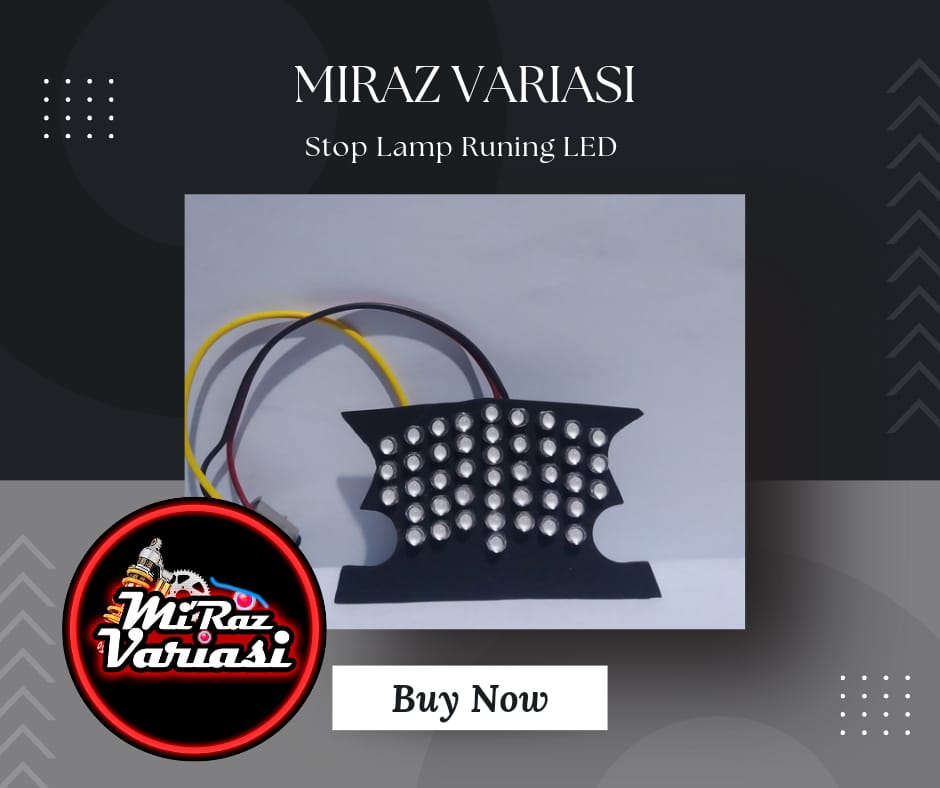 MIRAZ VARIASI
Stop Lamp Runing LED
Mi'Raz
Variasi
Buy Now